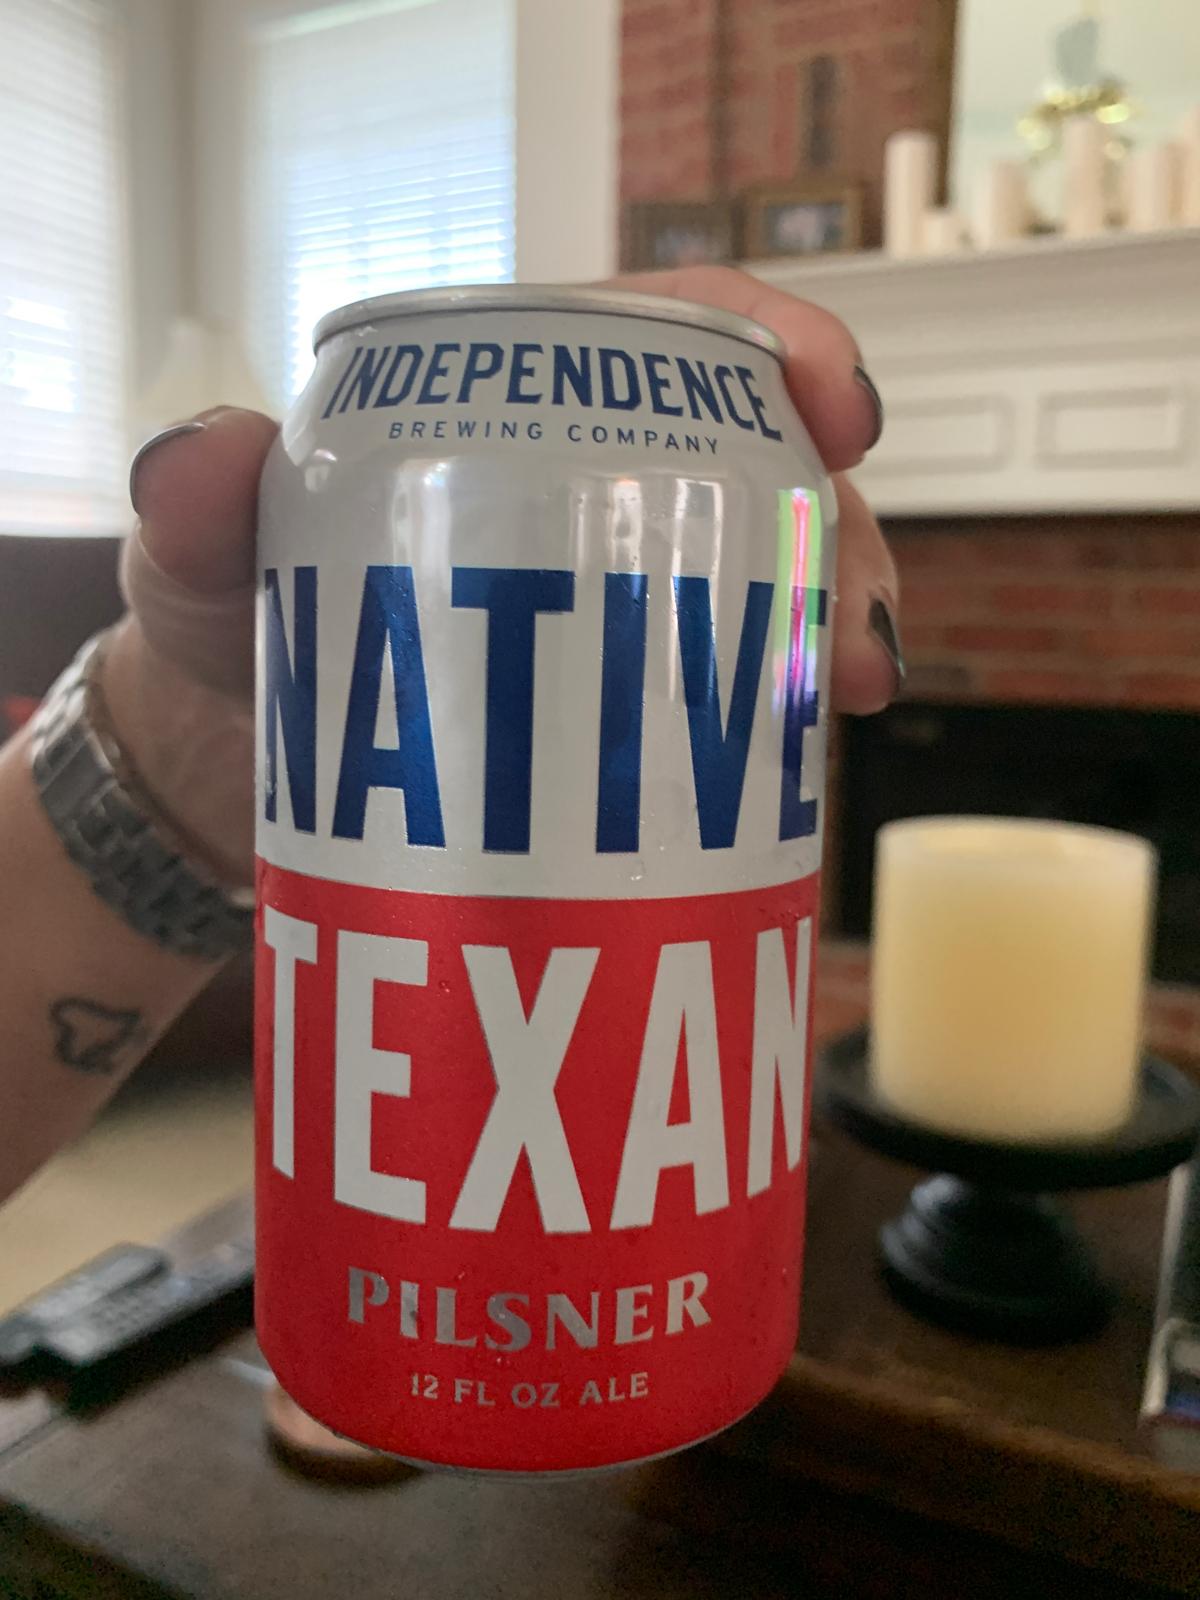 INDEPENDENCE
BREWING COMPANY
NATIVE
TEXAN
PILSNER
12 FL OZ ALE